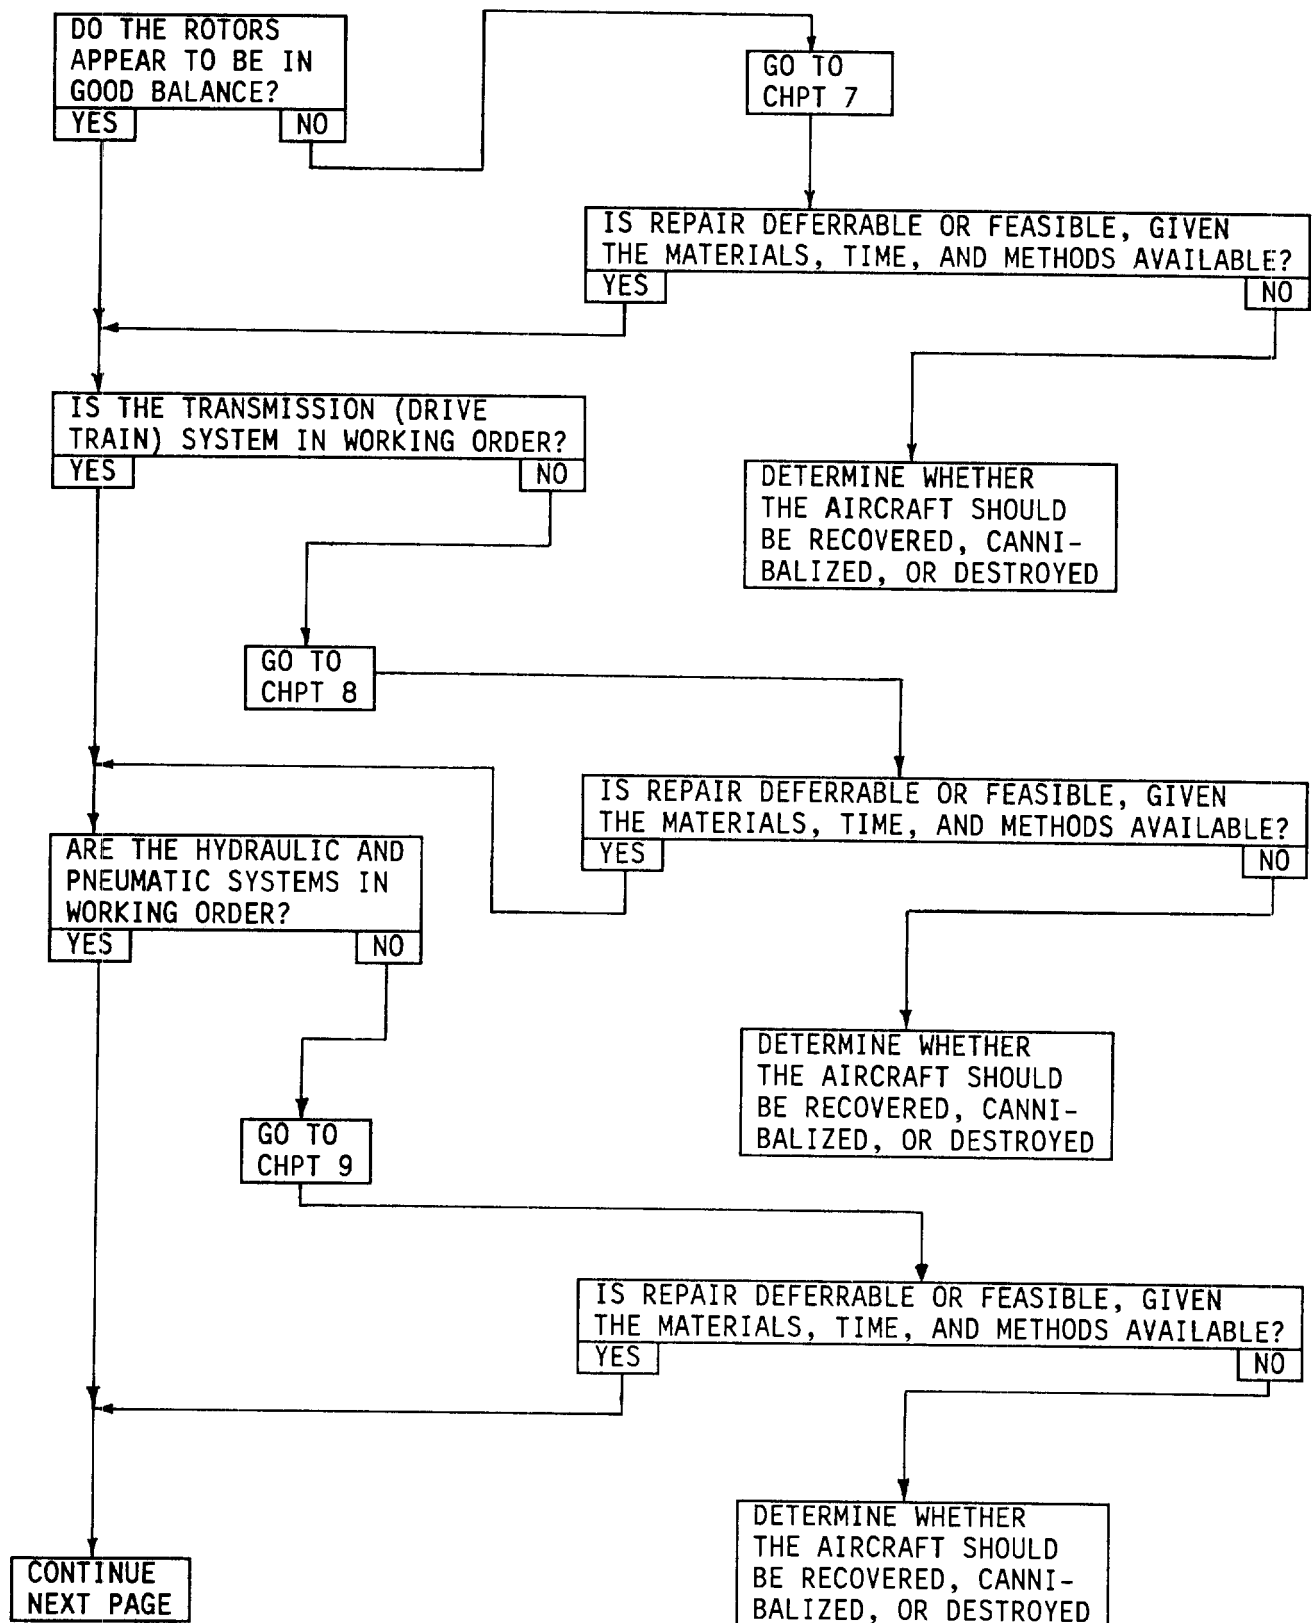 DO THE ROTORS
APPEAR TO BE IN
GOOD BALANCE?
YES
NO
GO TO
CHPT 7
IS REPAIR DEFERRABLE OR FEASIBLE, GIVEN
THE MATERIALS, TIME, AND METHODS AVAILABLE?
YES
NO
IS THE TRANSMISSION (DRIVE
TRAIN) SYSTEM IN WORKING ORDER?
YES
NO
DETERMINE WHETHER
THE AIRCRAFT SHOULD
BE RECOVERED, CANNI-
BALIZED, OR DESTROYED
GO TO
CHPT 8
IS REPAIR DEFERRABLE OR FEASIBLE, GIVEN
THE MATERIALS, TIME, AND METHODS AVAILABLE?
YES
NO
ARE THE HYDRAULIC AND
PNEUMATIC SYSTEMS IN
WORKING ORDER?
YES
NO
DETERMINE WHETHER
THE AIRCRAFT SHOULD
BE RECOVERED, CANNI-
BALIZED, OR DESTROYED
GO TO
CHPT 9
IS REPAIR DEFERRABLE OR FEASIBLE, GIVEN
THE MATERIALS, TIME, AND METHODS AVAILABLE?
YES
NO
DETERMINE WHETHER
THE AIRCRAFT SHOULD
BE RECOVERED, CANNI-
BALIZED, OR DESTROYED
CONTINUE
NEXT PAGE